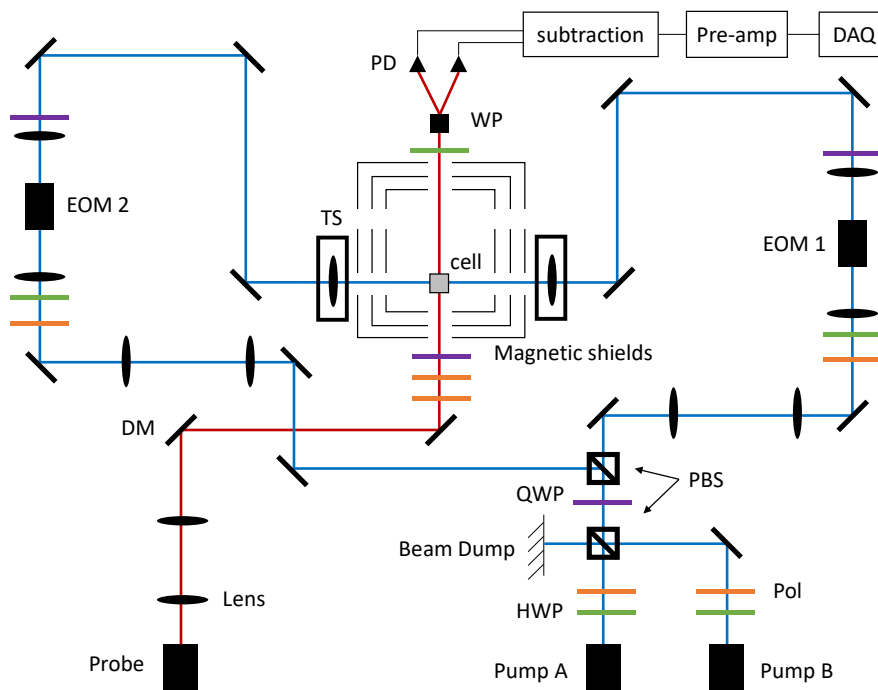 subtraction
Pre-amp
DAQ
PD
WP
EOM 2
TS
EOM 1
cell
Magnetic shields
DM
PBS
QWP
Beam Dump
Lens
HWP
Pol
Probe
Pump A
Pump B